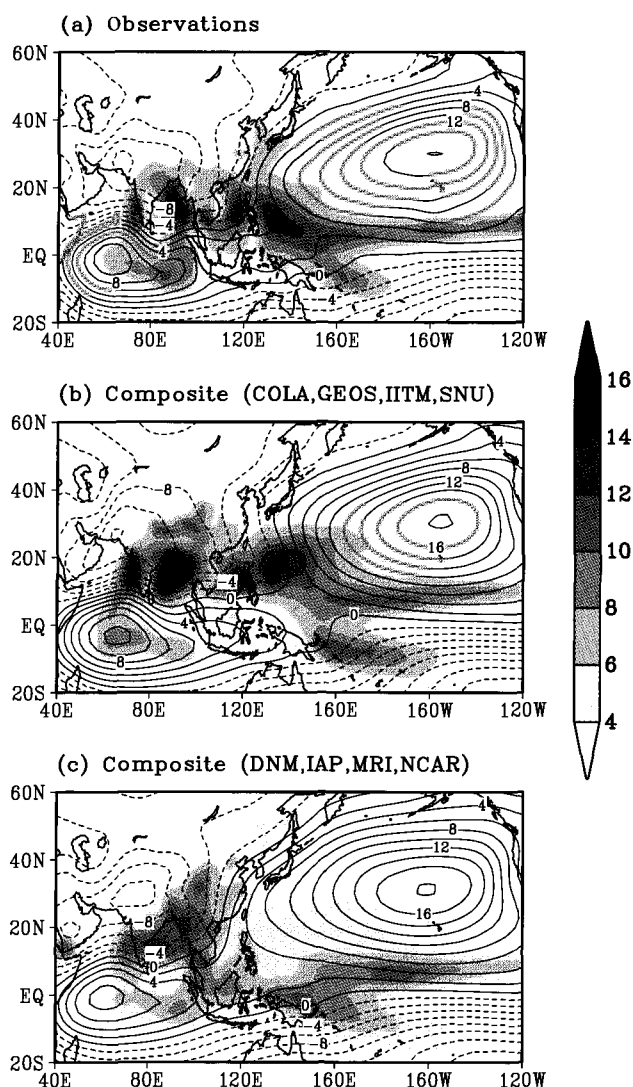 (a) Observations
60N
40N
20N
EQ
20S
40E 80E 120E 160E 160W 120W
4
8
12
-8
-4
4
8
0
-4
(b) Composite (COLA,GEOS,IITM,SNU)
60N
40N
20N
EQ
20S
40E 80E 120E 160E 160W 120W
4
8
12
16
-8
-4
0
4
8
0
(c) Composite (DNM,IAP,MRI,NCAR)
60N
40N
20N
EQ
20S
40E 80E 120E 160E 160W 120W
4
8
12
16
-8
-4
0
4
0
-4
-8
16
14
12
10
8
6
4